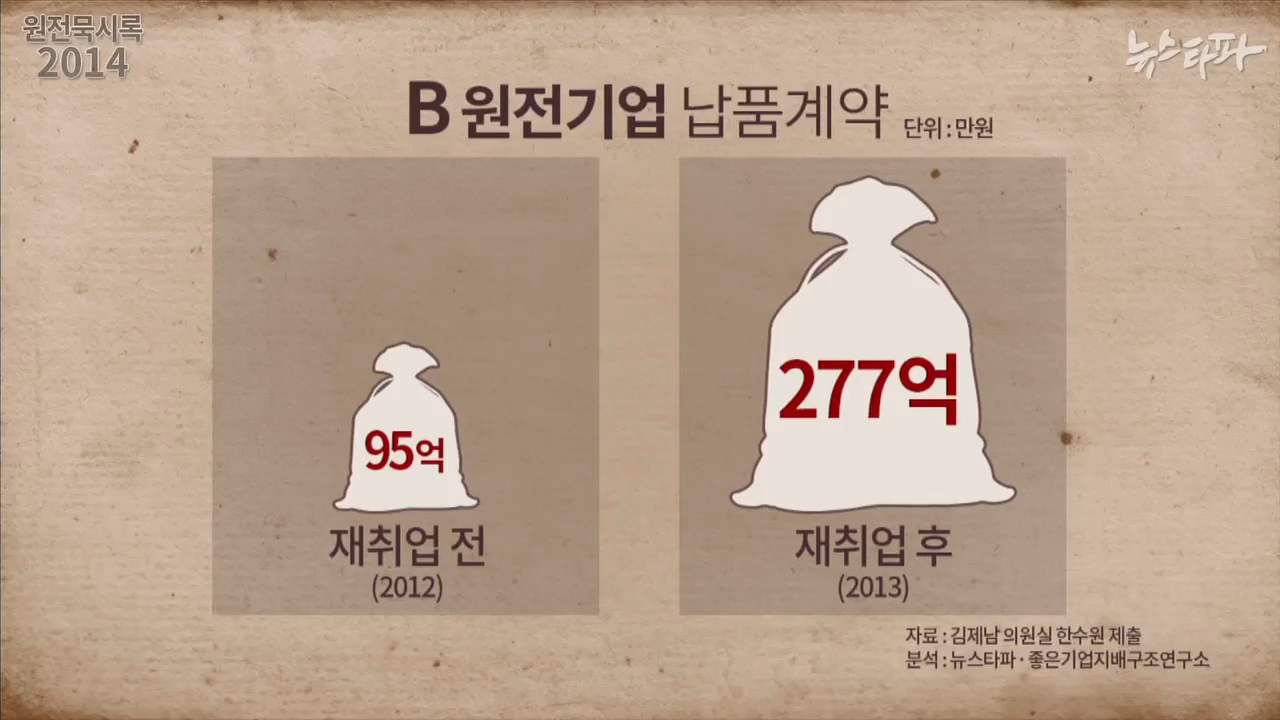 원전묵시록
2014
뉴스타파
B 원전기업 납품계약 단위 : 만원
95억
277억
재취업 전
(2012)
재취업 후
(2013)
자료 : 김제남 의원실 한수원 제출
분석 : 뉴스타파 · 좋은기업지배구조연구소